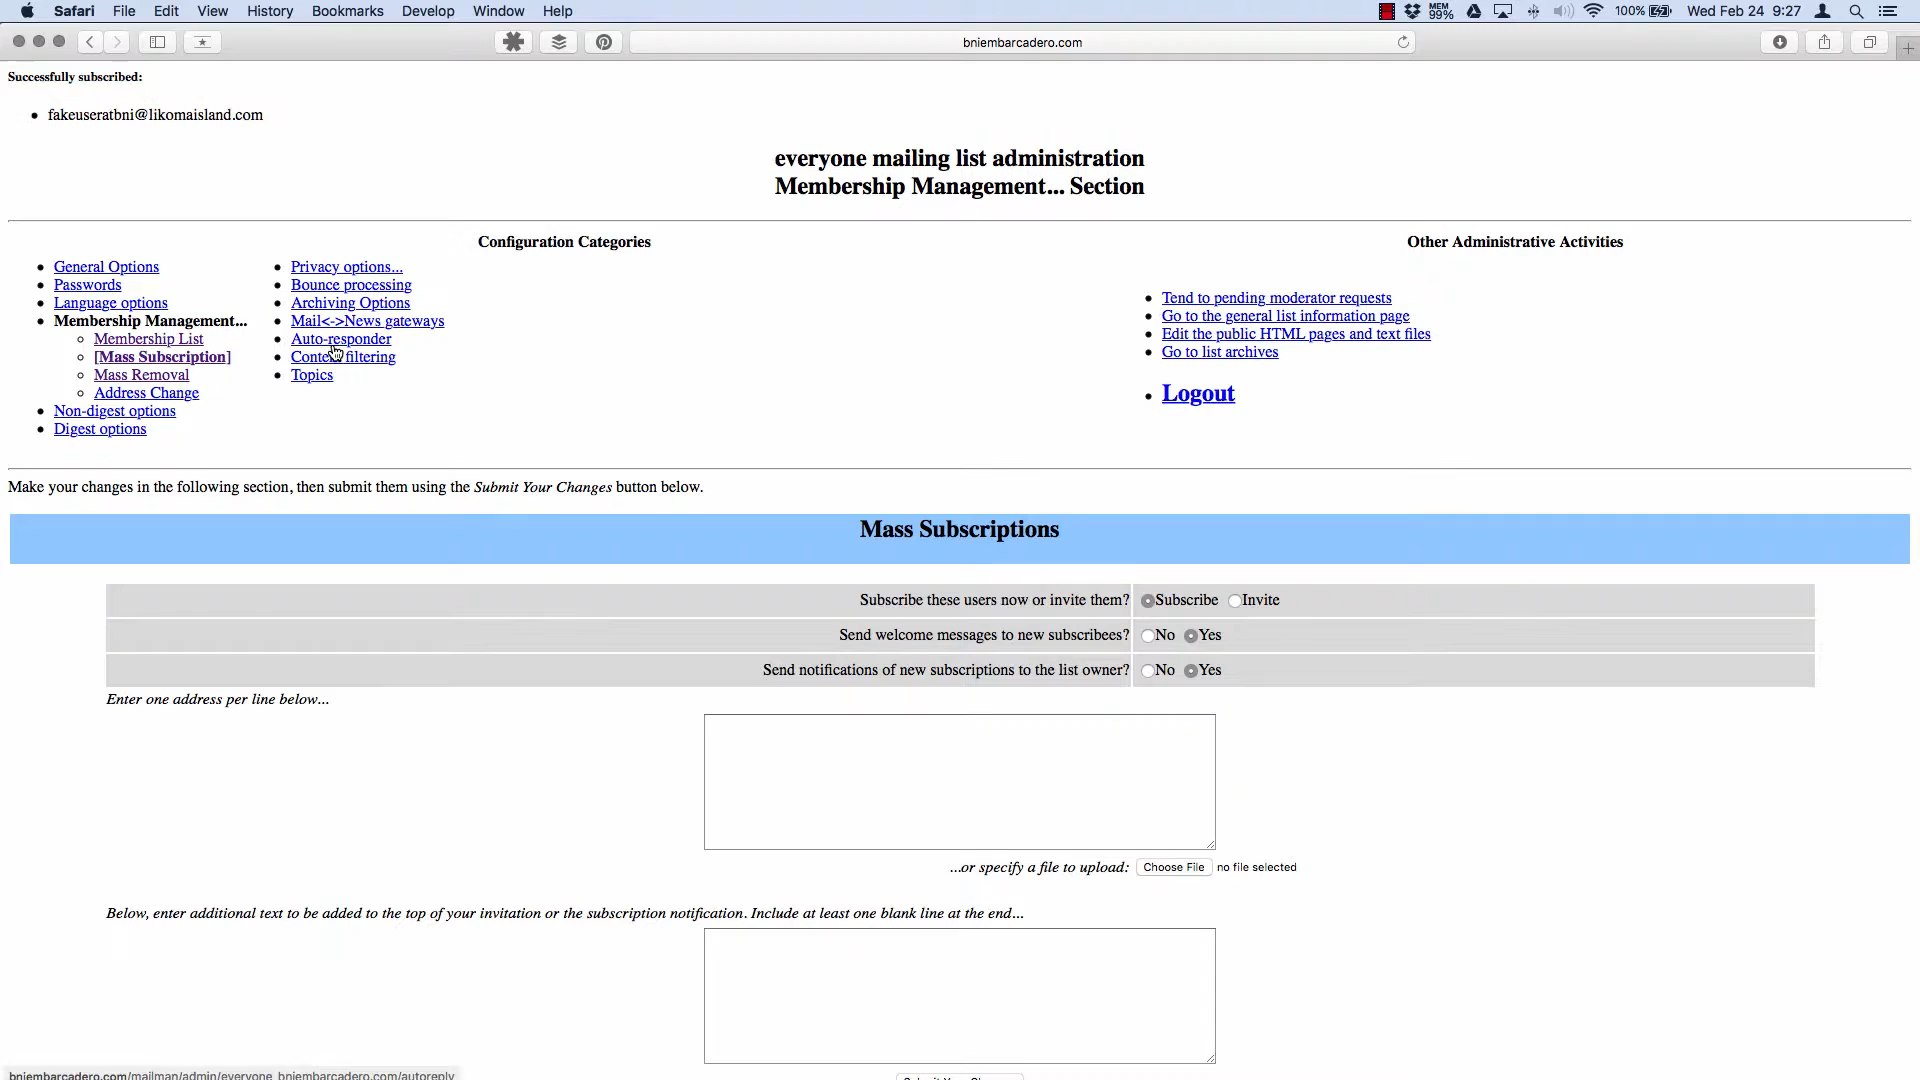 Safari File Edit View History Bookmarks Develop Window Help MEM 99% 100% Wed Feb 24 9:27
bniembarcadero.com
Successfully subscribed:
fakeuseratbni@likomaisland.com
everyone mailing list administration
Membership Management... Section
Configuration Categories
Other Administrative Activities
General Options
Passwords
Language options
Membership Management...
Membership List
[Mass Subscription]
Mass Removal
Address Change
Non-digest options
Digest options
Privacy options...
Bounce processing
Archiving Options
Mail<->News gateways
Auto-responder
Content filtering
Topics
Tend to pending moderator requests
Go to the general list information page
Edit the public HTML pages and text files
Go to list archives
Logout
Make your changes in the following section, then submit them using the Submit Your Changes button below.
Mass Subscriptions
Subscribe these users now or invite them? Subscribe Invite
Send welcome messages to new subscribees? No Yes
Send notifications of new subscriptions to the list owner? No Yes
Enter one address per line below...
...or specify a file to upload: Choose File no file selected
Below, enter additional text to be added to the top of your invitation or the subscription notification. Include at least one blank line at the end...
bniembarcadero.com/mailman/admin/everyone_bniembarcadero.com/autoreply